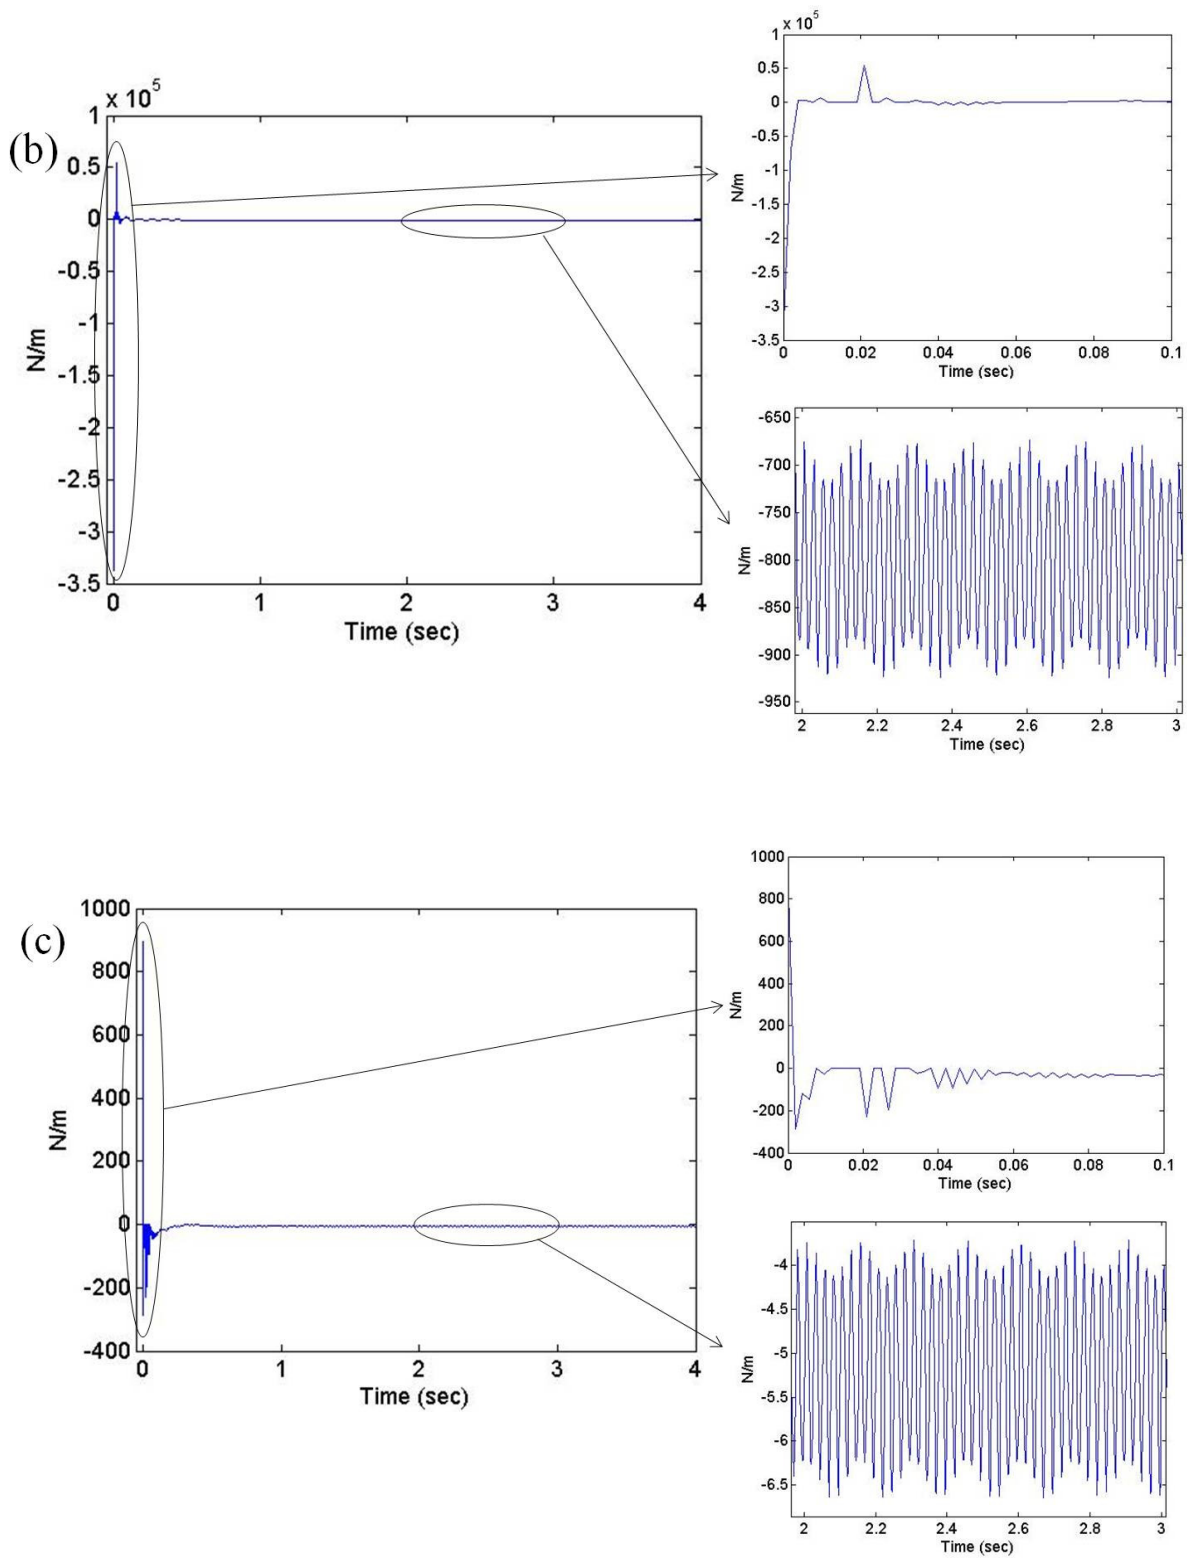 (b)
x 10^5
1
0.5
0
-0.5
-1
-1.5
-2
-2.5
-3
-3.5
N/m
0 1 2 3 4
Time (sec)
x 10^5
1
0.5
0
-0.5
-1
-1.5
-2
-2.5
-3
-3.5
N/m
0 0.02 0.04 0.06 0.08 0.1
Time (sec)
-650
-700
-750
-800
-850
-900
-950
N/m
2 2.2 2.4 2.6 2.8 3
Time (sec)
(c)
1000
800
600
400
200
0
-200
-400
N/m
0 1 2 3 4
Time (sec)
1000
800
600
400
200
0
-200
-400
N/m
0 0.02 0.04 0.06 0.08 0.1
Time (sec)
-4
-4.5
-5
-5.5
-6
-6.5
N/m
2 2.2 2.4 2.6 2.8 3
Time (sec)